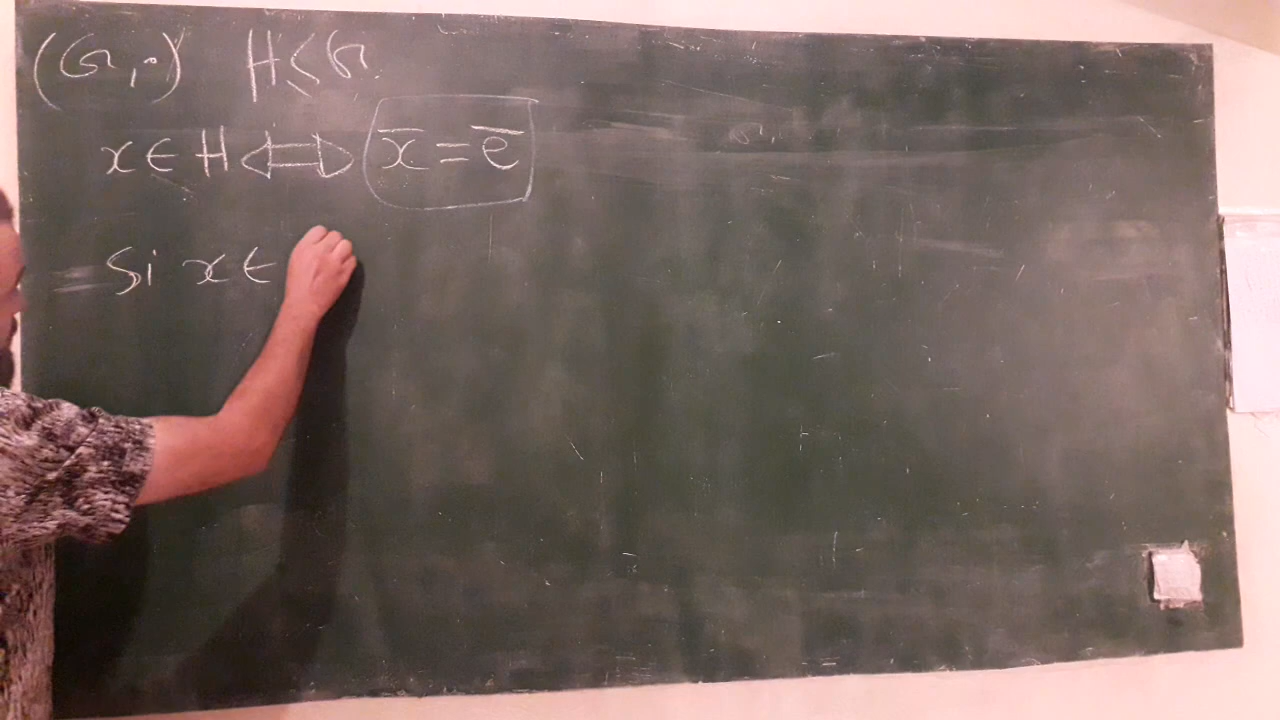 (G, ·) H < G
x ∈ H ⟺ x̄ = ē
Si x ∈